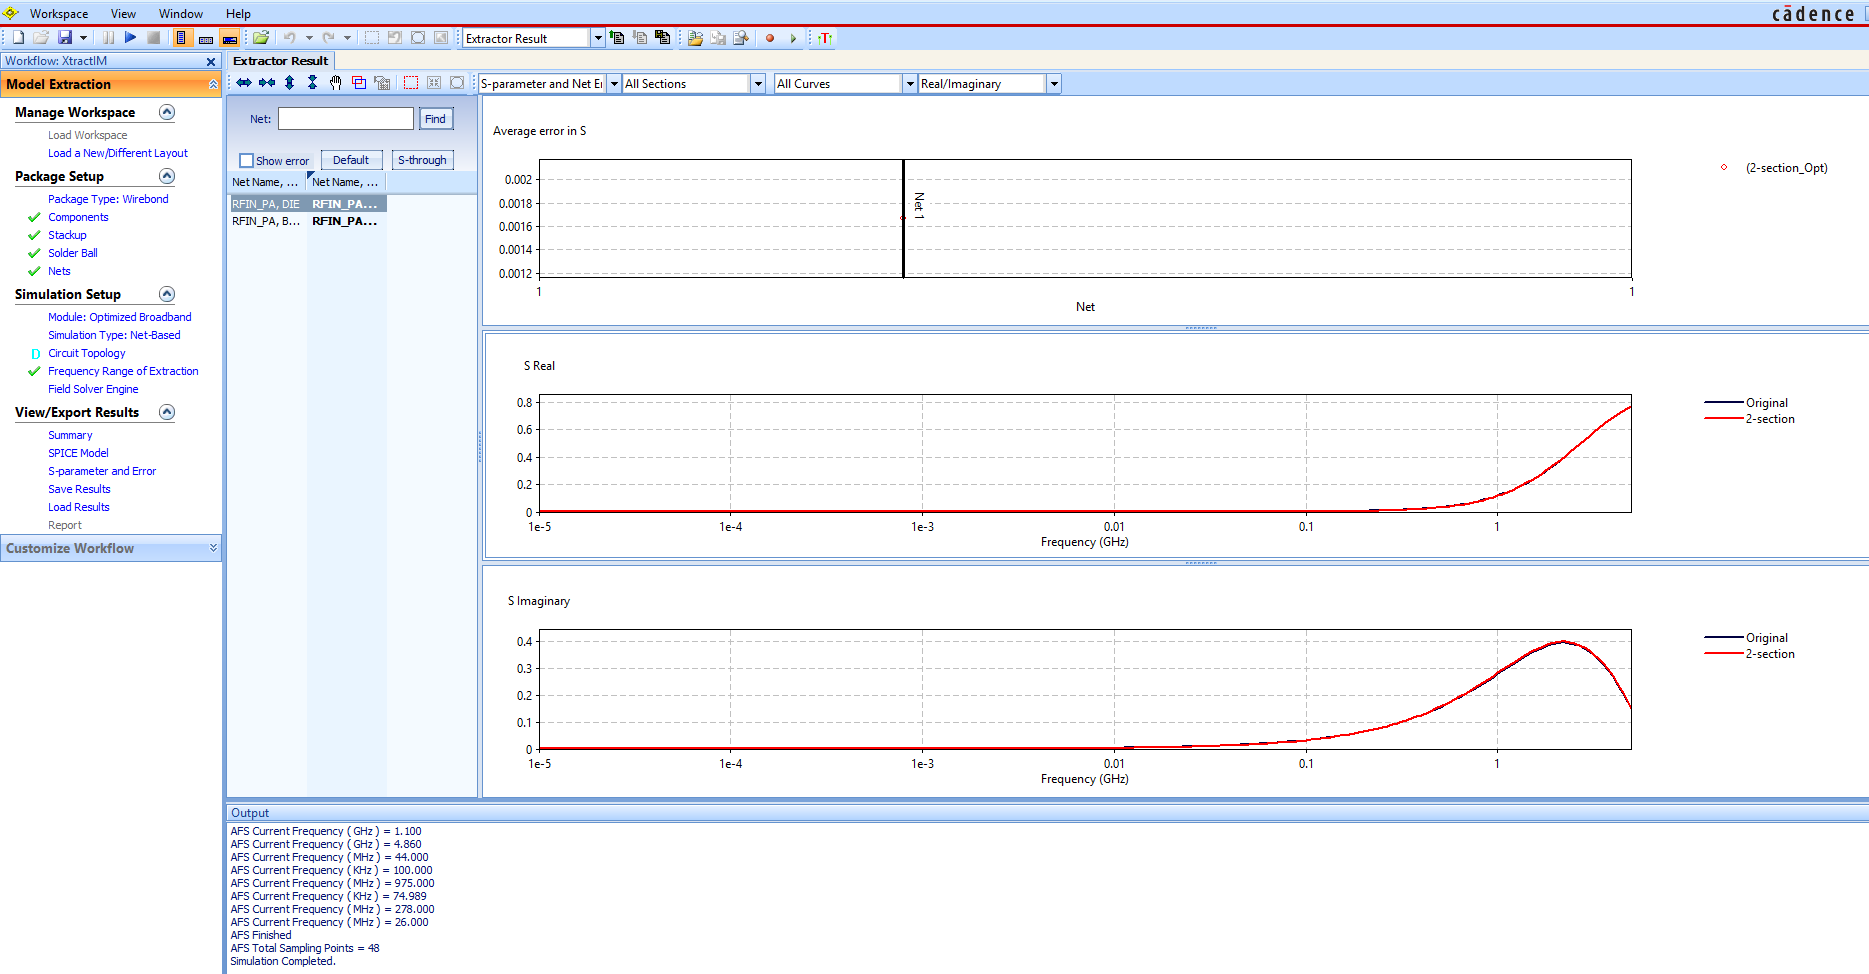 Workspace View Window Help
cādence
Extractor Result
Workflow: XtractIM
Model Extraction
Manage Workspace
Load Workspace
Load a New/Different Layout
Package Setup
Package Type: Wirebond
Components
Stackup
Solder Ball
Nets
Simulation Setup
Module: Optimized Broadband
Simulation Type: Net-Based
D Circuit Topology
Frequency Range of Extraction
Field Solver Engine
View/Export Results
Summary
SPICE Model
S-parameter and Error
Save Results
Load Results
Report
Customize Workflow
Extractor Result
S-parameter and Net Er All Sections All Curves Real/Imaginary
Net: Find
Show error Default S-through
Net Name, ... Net Name, ...
RFIN_PA, DIE RFIN_PA...
RFIN_PA, B... RFIN_PA...
Average error in S
0.002
0.0018
0.0016
0.0014
0.0012
Net 1
1 1
Net
(2-section_Opt)
S Real
0.8
0.6
0.4
0.2
0
1e-5 1e-4 1e-3 0.01 0.1 1
Frequency (GHz)
Original
2-section
S Imaginary
0.4
0.3
0.2
0.1
0
1e-5 1e-4 1e-3 0.01 0.1 1
Frequency (GHz)
Original
2-section
Output
AFS Current Frequency ( GHz ) = 1.100
AFS Current Frequency ( GHz ) = 4.860
AFS Current Frequency ( MHz ) = 44.000
AFS Current Frequency ( KHz ) = 100.000
AFS Current Frequency ( MHz ) = 975.000
AFS Current Frequency ( KHz ) = 74.989
AFS Current Frequency ( MHz ) = 278.000
AFS Current Frequency ( MHz ) = 26.000
AFS Finished
AFS Total Sampling Points = 48
Simulation Completed.